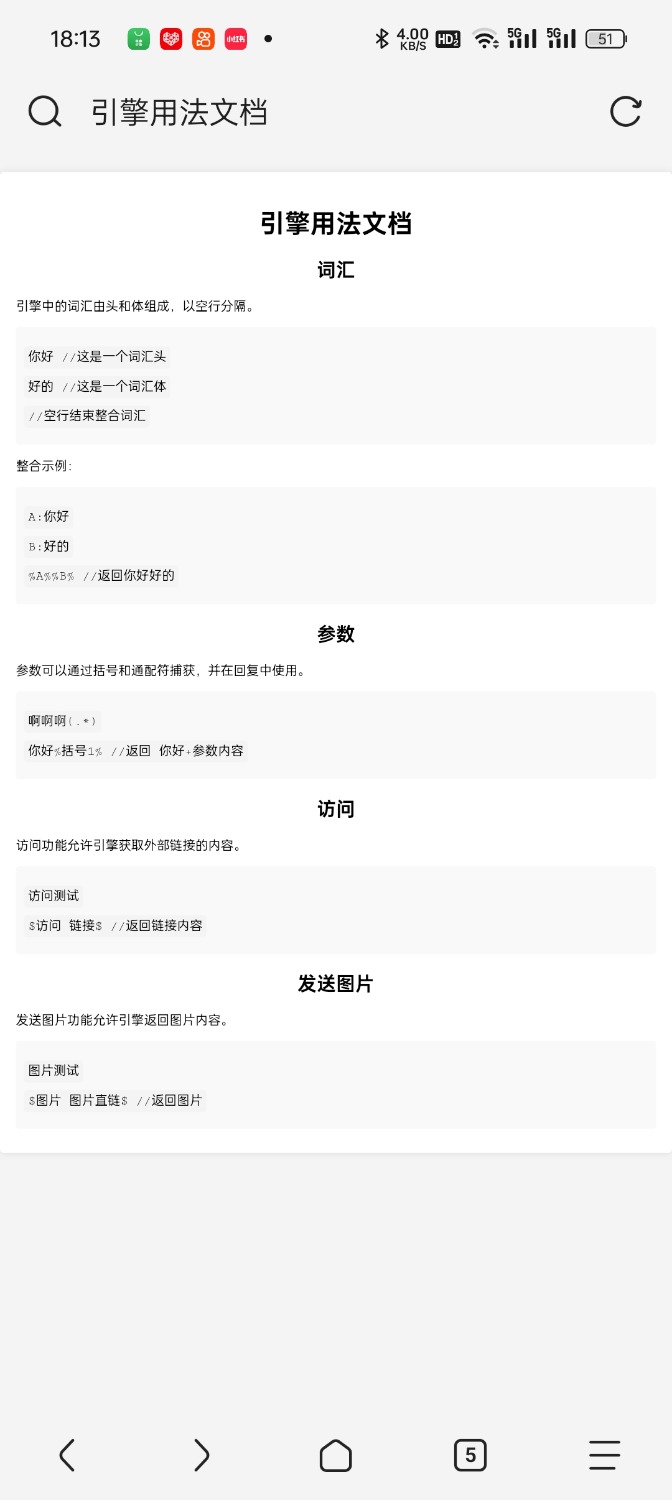 18:13
小红书
4.00
KB/S
HD 1 2
5G
5G
51
引擎用法文档
引擎用法文档
词汇
引擎中的词汇由头和体组成，以空行分隔。
你好 //这是一个词汇头
好的 //这是一个词汇体
//空行结束整合词汇
整合示例：
A:你好
B:好的
%A%%B% //返回你好好的
参数
参数可以通过括号和通配符捕获，并在回复中使用。
啊啊啊(.*)
你好%括号1% //返回 你好+参数内容
访问
访问功能允许引擎获取外部链接的内容。
访问测试
$访问 链接$ //返回链接内容
发送图片
发送图片功能允许引擎返回图片内容。
图片测试
$图片 图片直链$ //返回图片
5